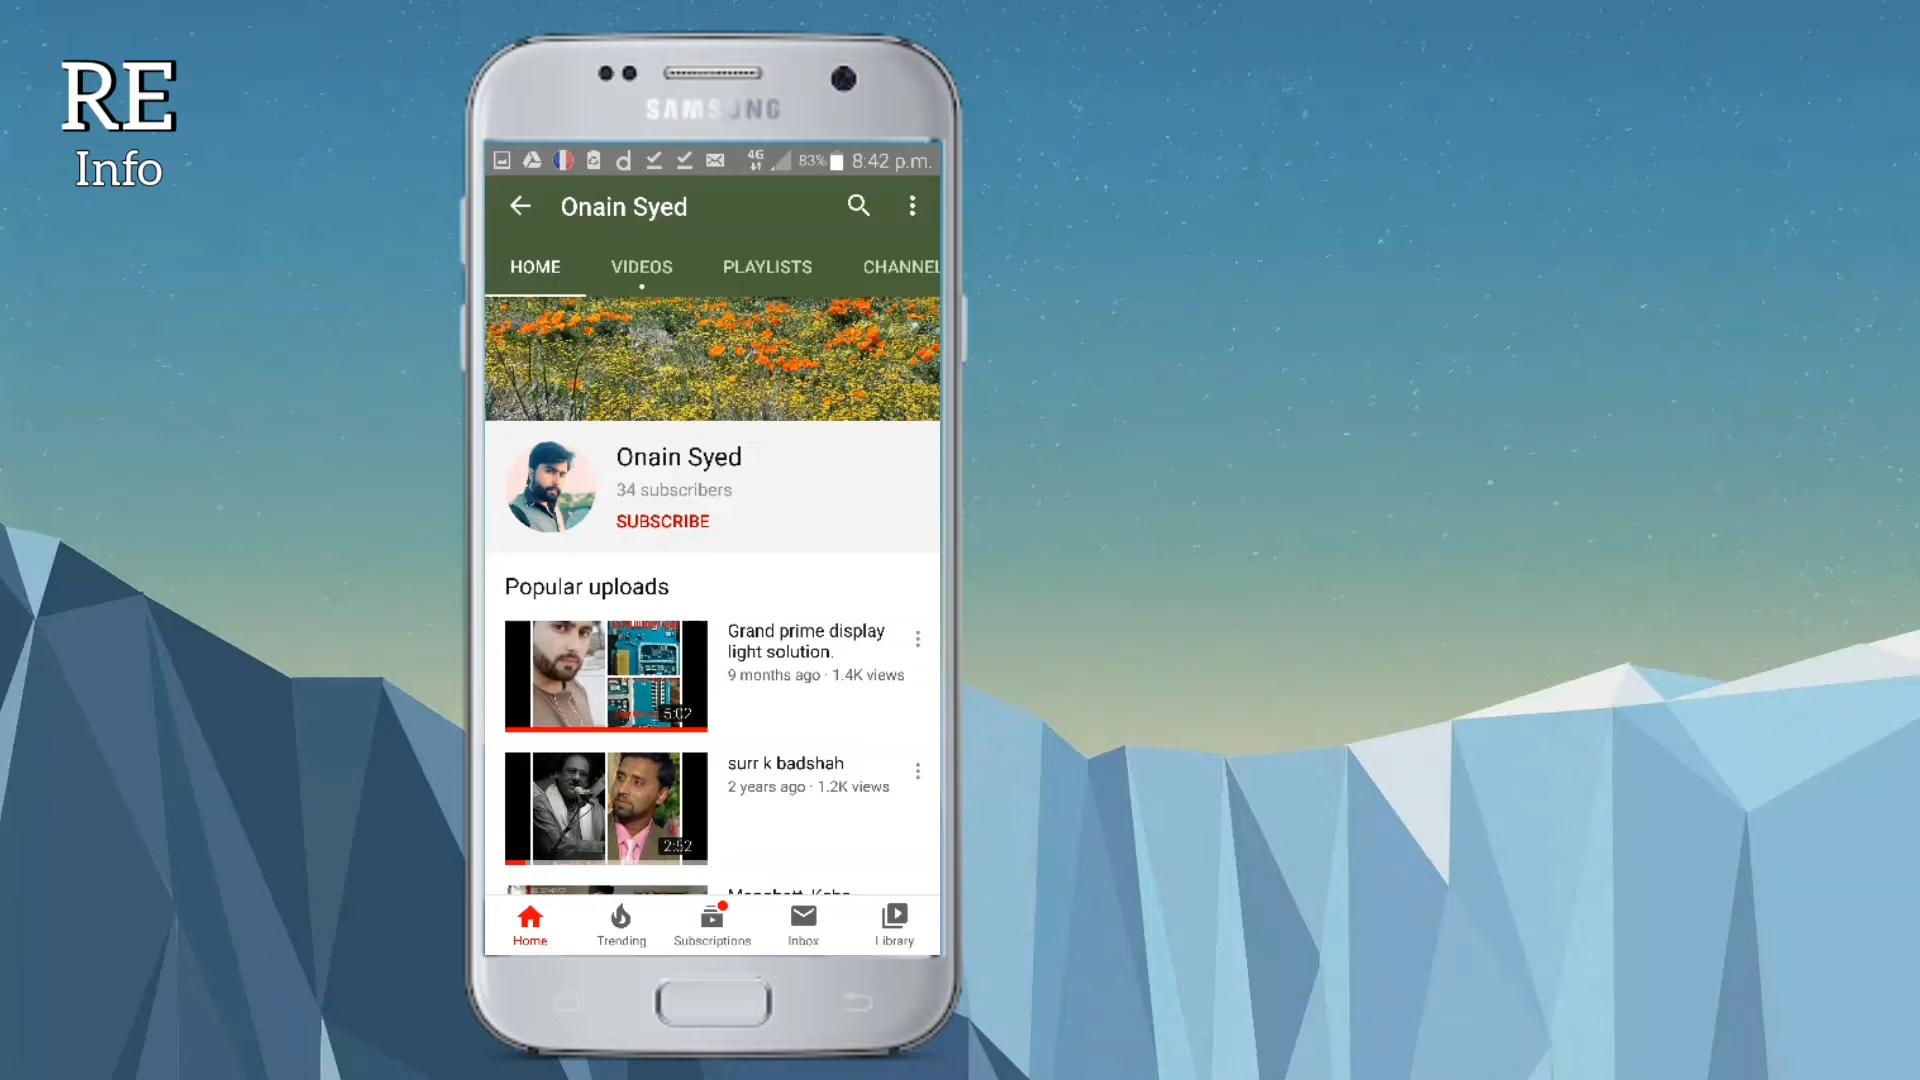 RE
Info
SAMSUNG
4G 83% 8:42 p.m.
Onain Syed
HOME VIDEOS PLAYLISTS CHANNEL
Onain Syed
34 subscribers
SUBSCRIBE
Popular uploads
Grand prime display
light solution.
9 months ago · 1.4K views
5:02
surr k badshah
2 years ago · 1.2K views
2:52
Home Trending Subscriptions Inbox Library